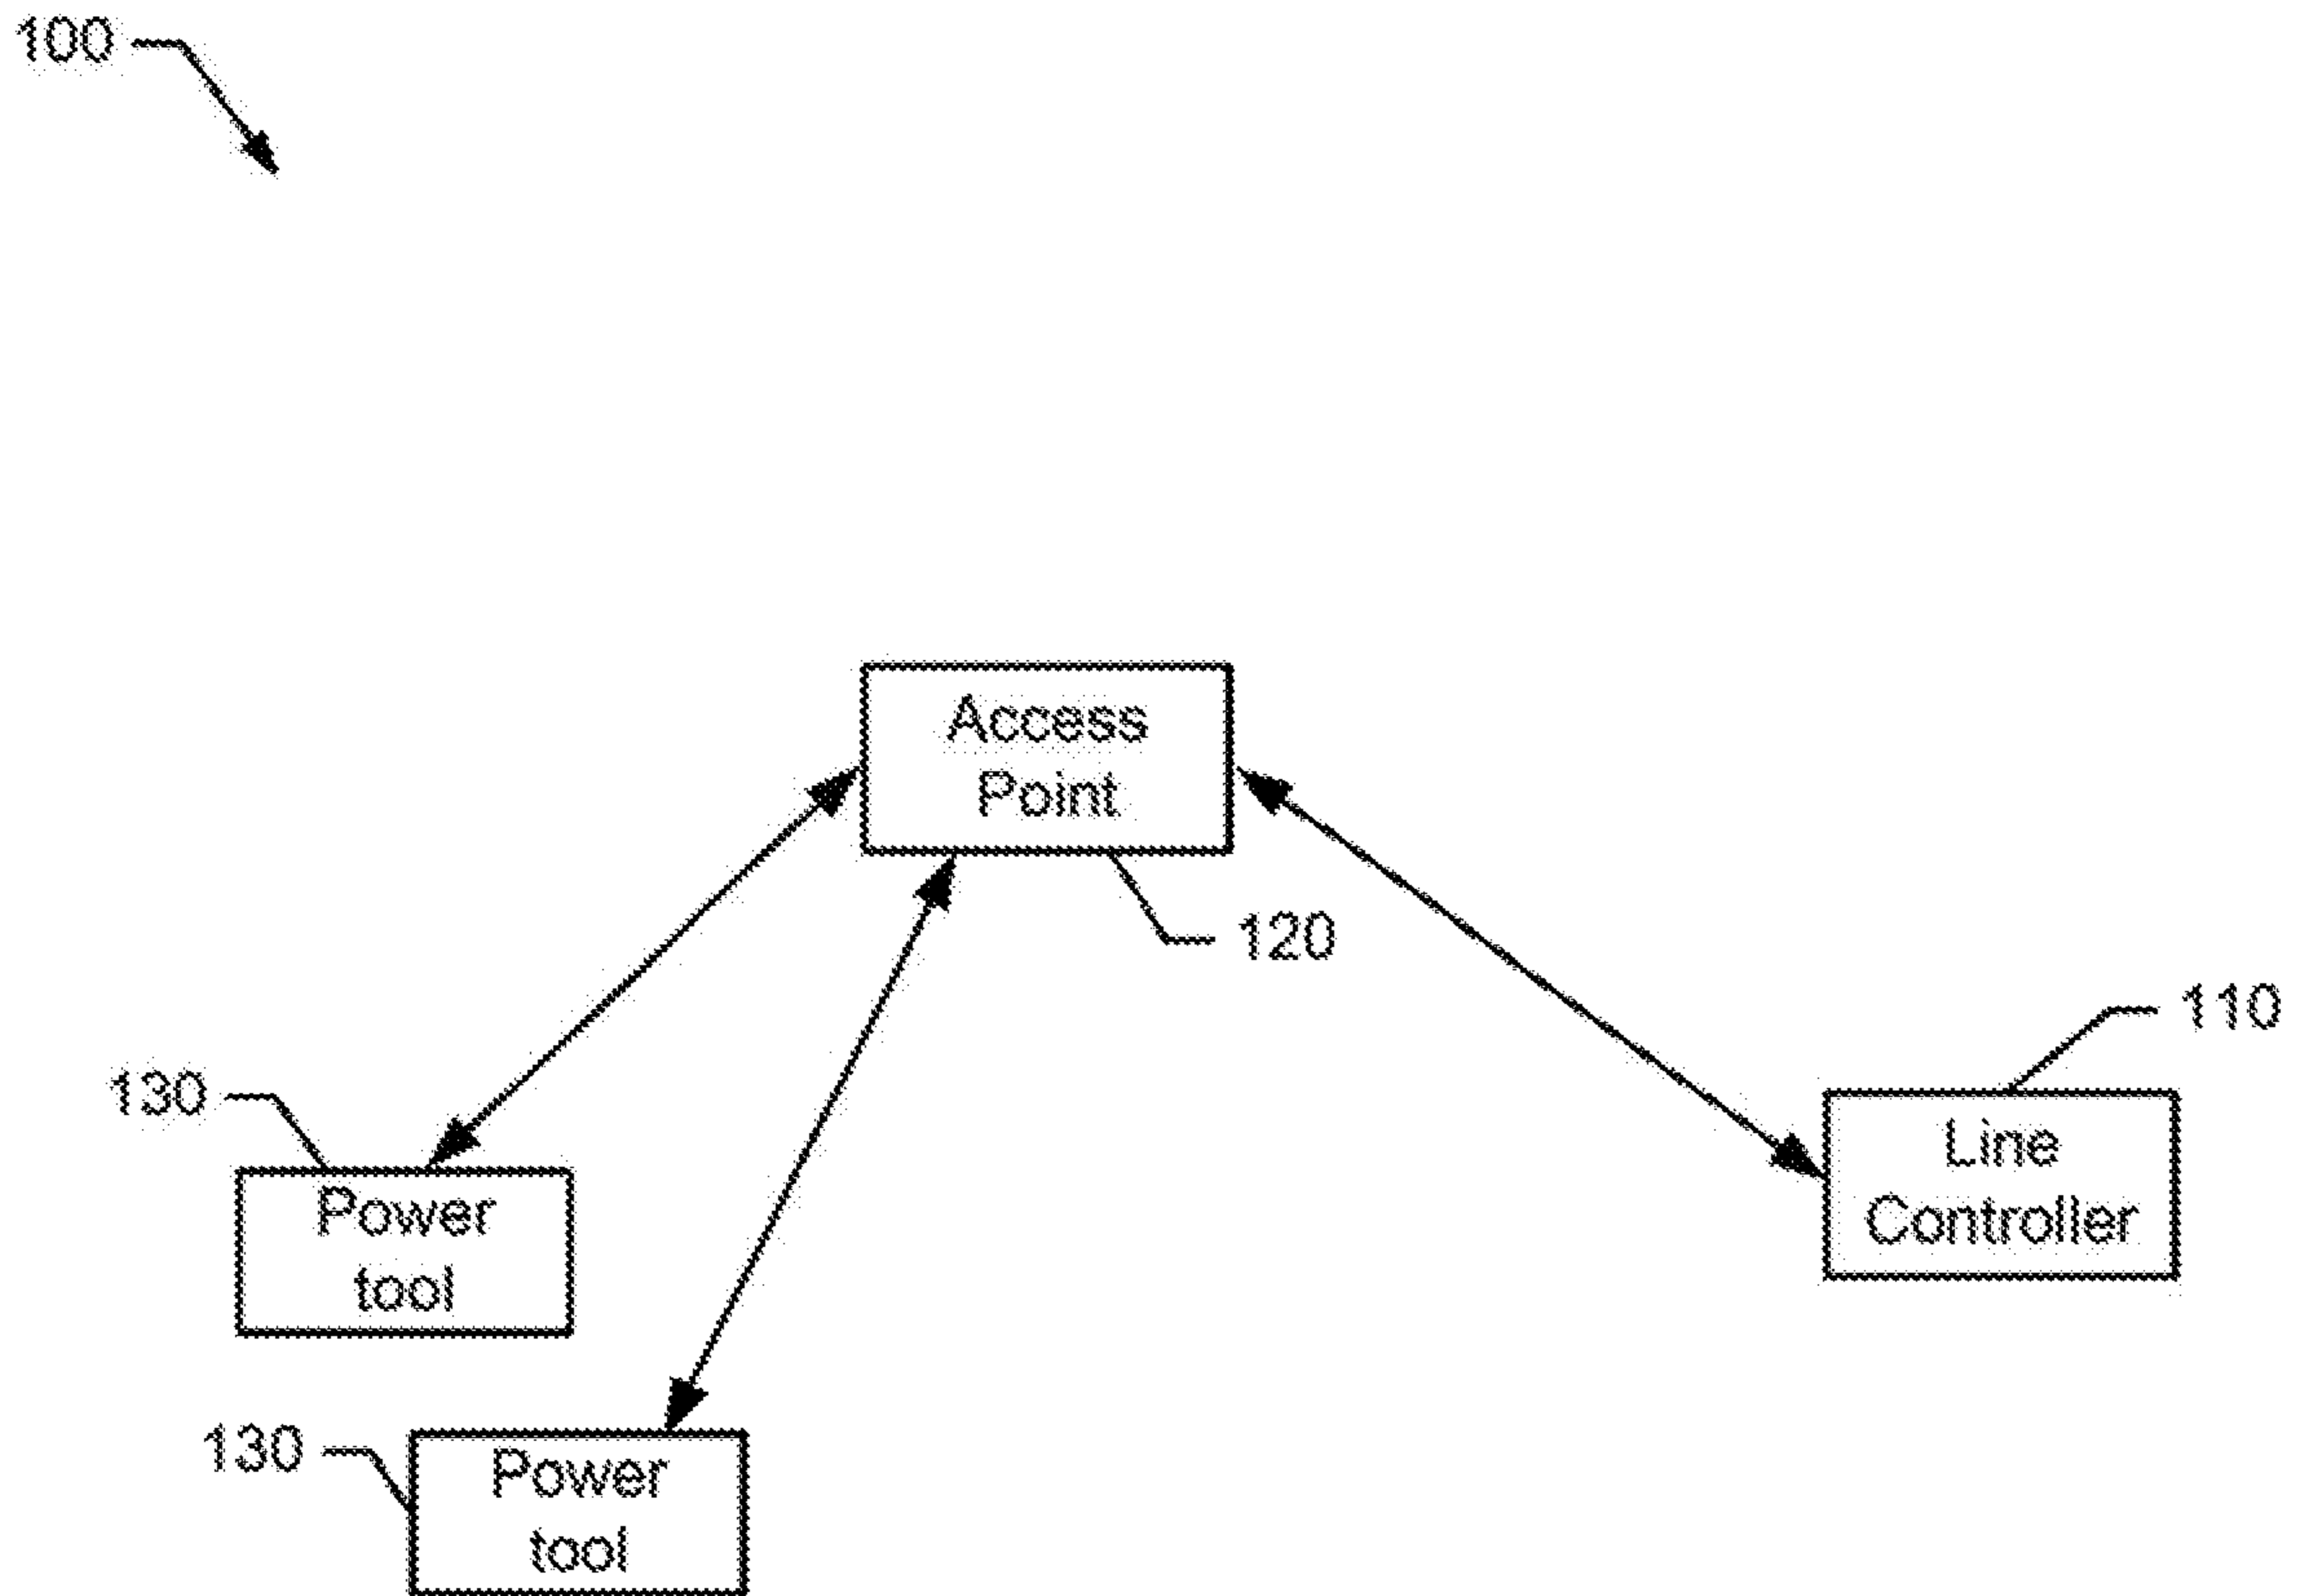 100
Access
Point
120
110
Line
Controller
130
Power
tool
130
Power
tool